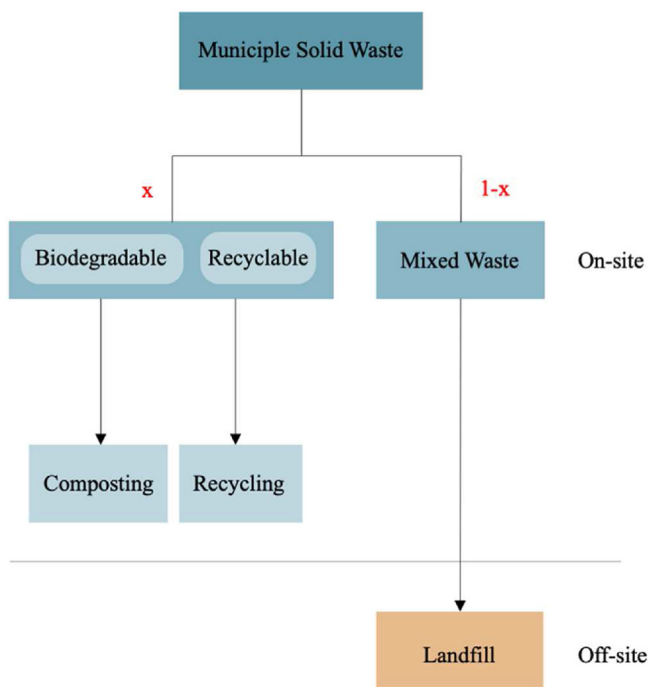 Municiple Solid Waste
x
1-x
Biodegradable
Recyclable
Mixed Waste
On-site
Composting
Recycling
Landfill
Off-site